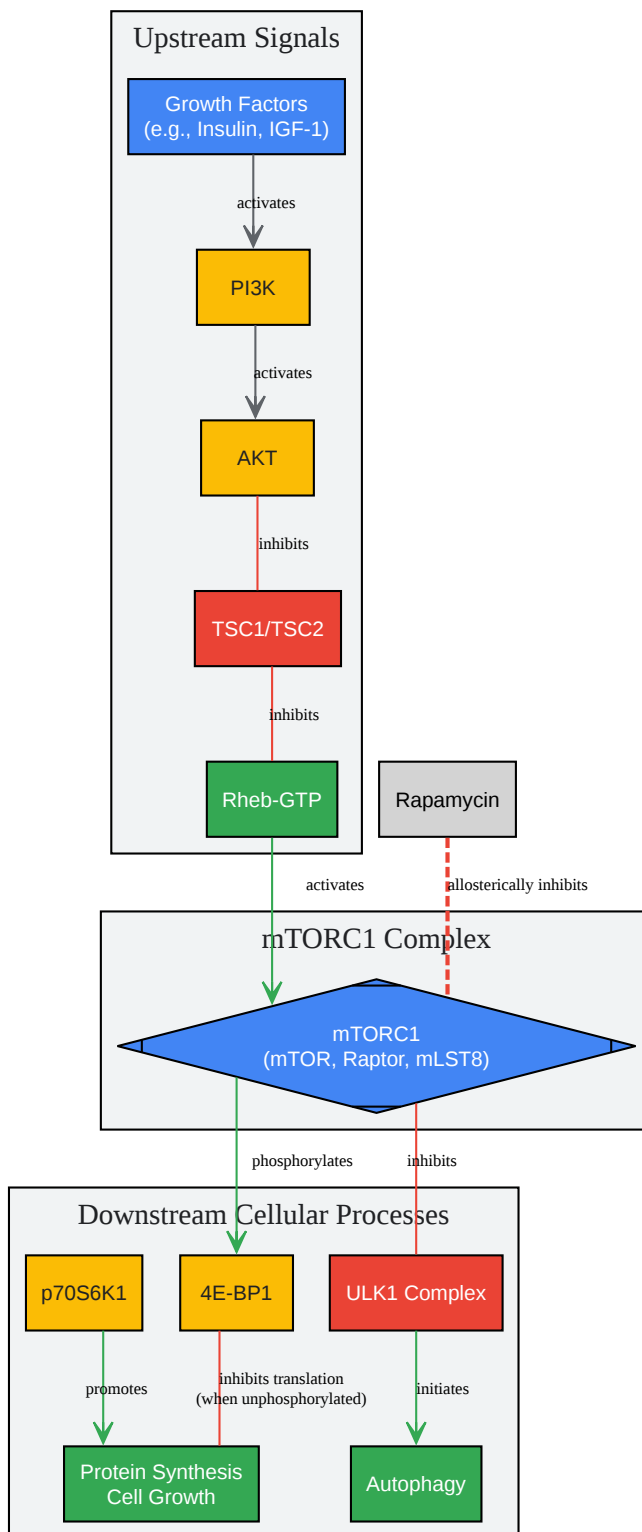 Upstream Signals
Growth Factors
(e.g., Insulin, IGF-1)
activates
PI3K
activates
AKT
inhibits
TSC1/TSC2
inhibits
Rheb-GTP
Rapamycin
activates
allosterically inhibits
mTORC1 Complex
mTORC1
(mTOR, Raptor, mLST8)
phosphorylates
inhibits
Downstream Cellular Processes
p70S6K1
4E-BP1
ULK1 Complex
promotes
inhibits translation
(when unphosphorylated)
initiates
Protein Synthesis
Cell Growth
Autophagy